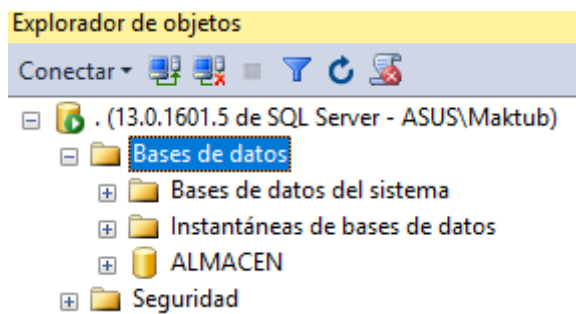 Explorador de objetos
Conectar
. (13.0.1601.5 de SQL Server - ASUS\Maktub)
Bases de datos
Bases de datos del sistema
Instantáneas de bases de datos
ALMACEN
Seguridad